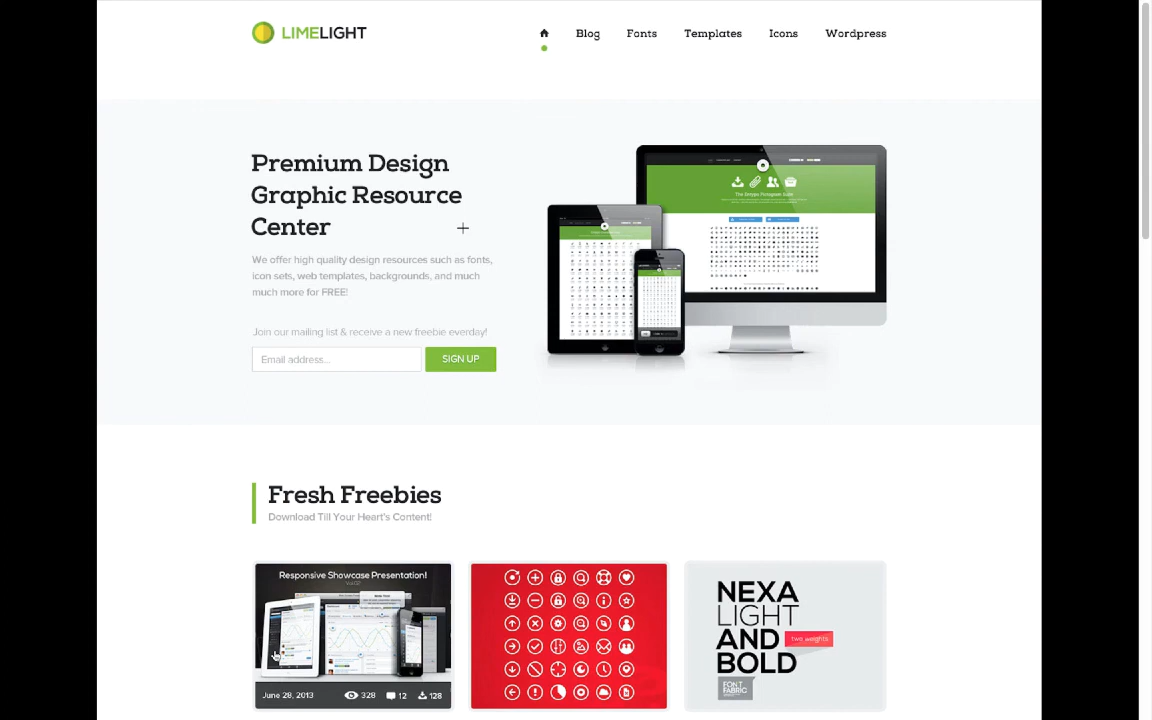 LIMELIGHT
Blog Fonts Templates Icons Wordpress
Premium Design
Graphic Resource
Center
We offer high quality design resources such as fonts,
icon sets, web templates, backgrounds, and much
much more for FREE!
Join our mailing list & receive a new freebie everday!
Email address... SIGN UP
Fresh Freebies
Download Till Your Heart's Content!
Responsive Showcase Presentation!
June 28, 2013 328 12 128
NEXA
LIGHT
AND
BOLD
two weights
FONT
FABRIC